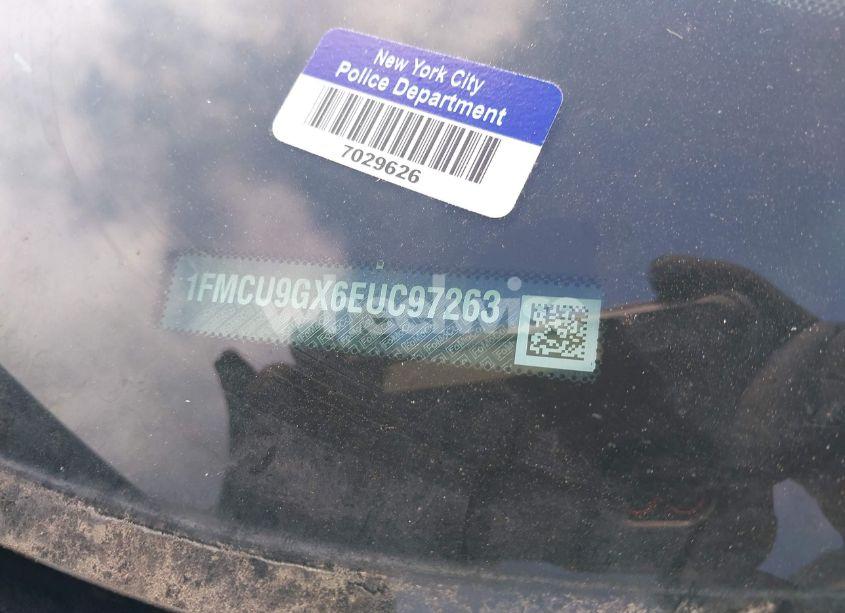 New York City
Police Department
7029626
1FMCU9GX6EUC97263